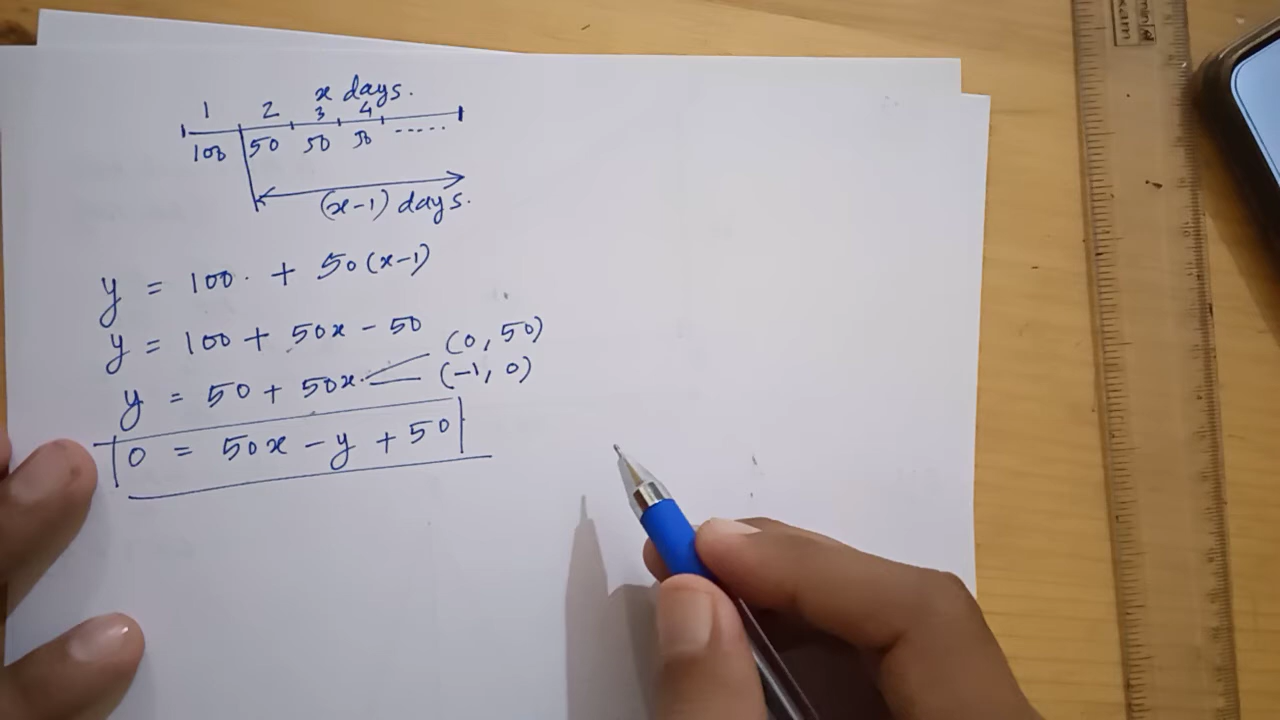 x days.
1 2 3 4
100 50 50 50 .....
(x-1) days.
y = 100. + 50(x-1)
y = 100 + 50x - 50
(0, 50)
y = 50 + 50x
(-1, 0)
0 = 50x - y + 50